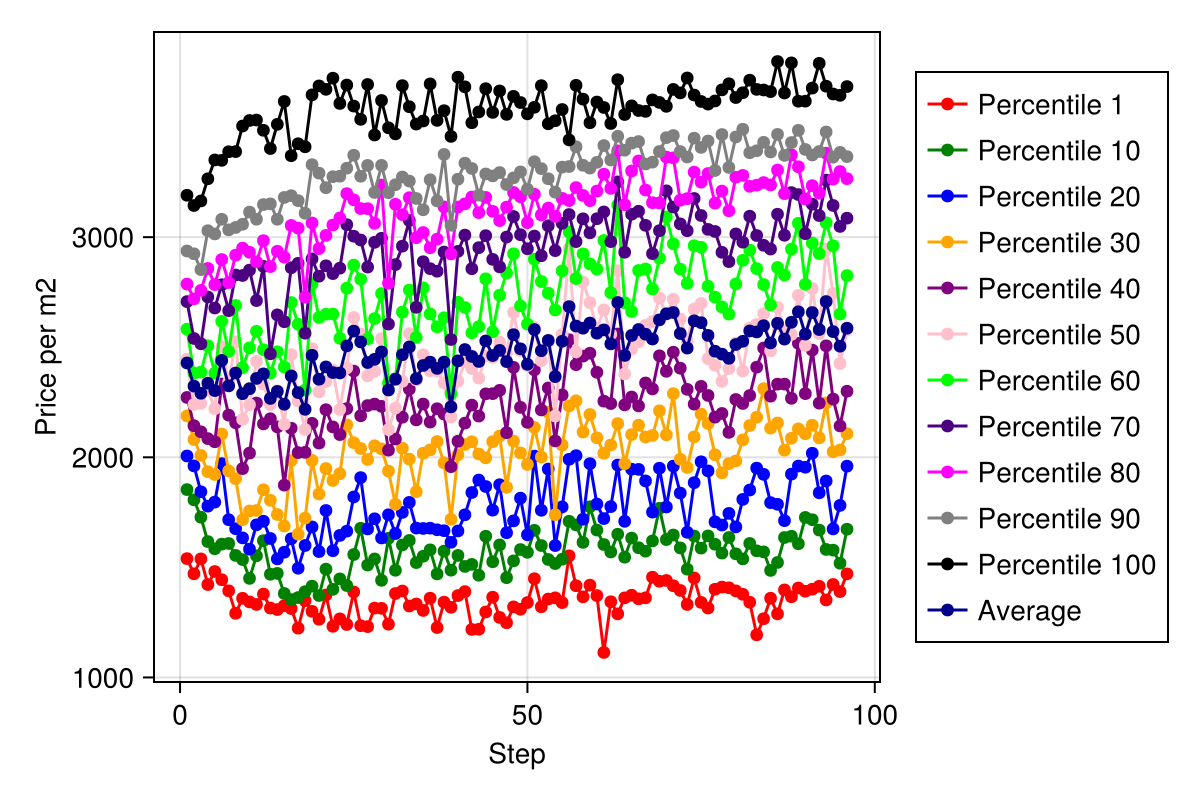 Price per m2
3000
2000
1000
0
50
100
Step
Percentile 1
Percentile 10
Percentile 20
Percentile 30
Percentile 40
Percentile 50
Percentile 60
Percentile 70
Percentile 80
Percentile 90
Percentile 100
Average